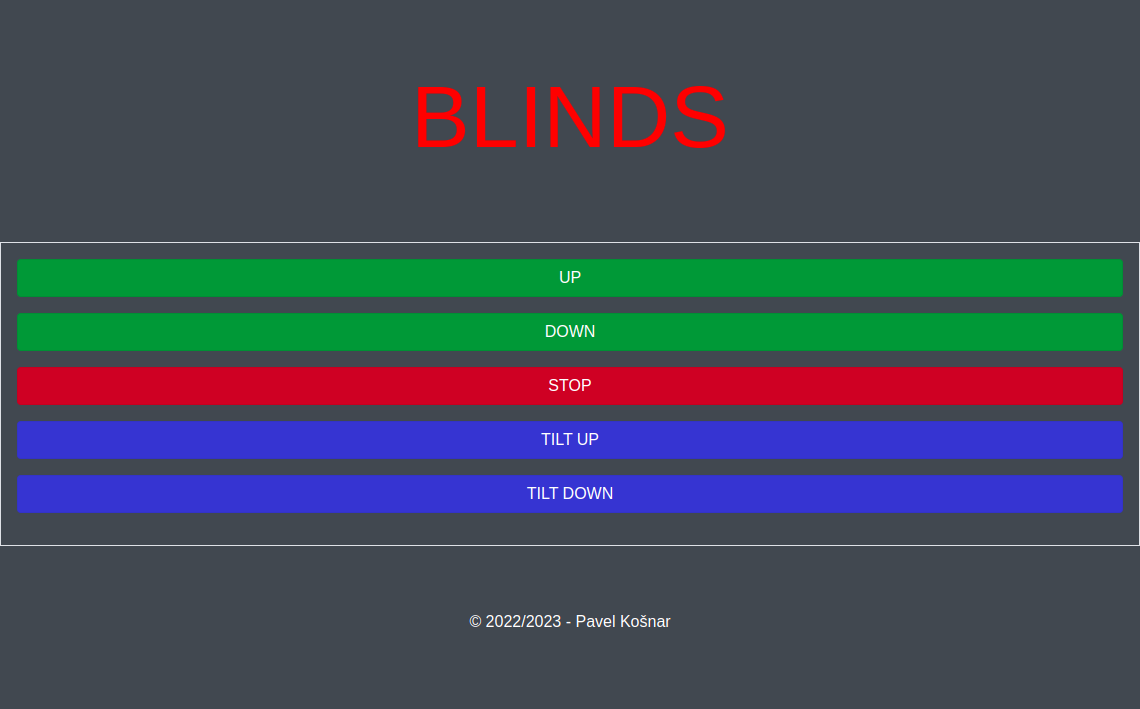 BLINDS
UP
DOWN
STOP
TILT UP
TILT DOWN
© 2022/2023 - Pavel Košnar